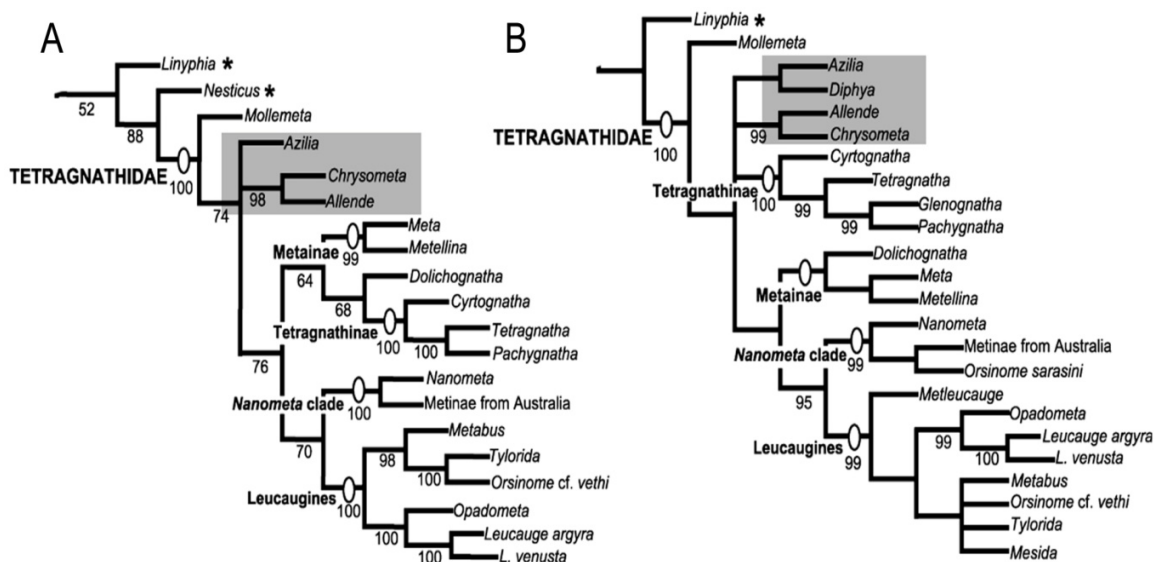 A
Linyphia *
Nesticus *
52
Mollemeta
88
Azilia
TETRAGNATHIDAE
100
Chrysometa
98
Allende
74
Meta
Metainae
99
Metellina
64
Dolichognatha
68
Cyrtognatha
Tetragnathinae
Tetragnatha
100
100
Pachygnatha
76
Nanometa
Nanometa clade
100
Metinae from Australia
70
Metabus
98
Tylorida
Leucaugines
100
Orsinome cf. vethi
100
Opadometa
100
Leucauge argyra
100
L. venusta
B
Linyphia *
Mollemeta
Azilia
Diphya
TETRAGNATHIDAE
100
Allende
99
Chrysometa
Cyrtognatha
Tetragnathinae
100
Tetragnatha
99
Glenognatha
99
Pachygnatha
Dolichognatha
Metainae
Meta
Metellina
Nanometa
Nanometa clade
99
Metinae from Australia
Orsinome sarasini
95
Metleucauge
Opadometa
99
Leucaugines
99
Leucauge argyra
100
L. venusta
Metabus
Orsinome cf. vethi
Tylorida
Mesida